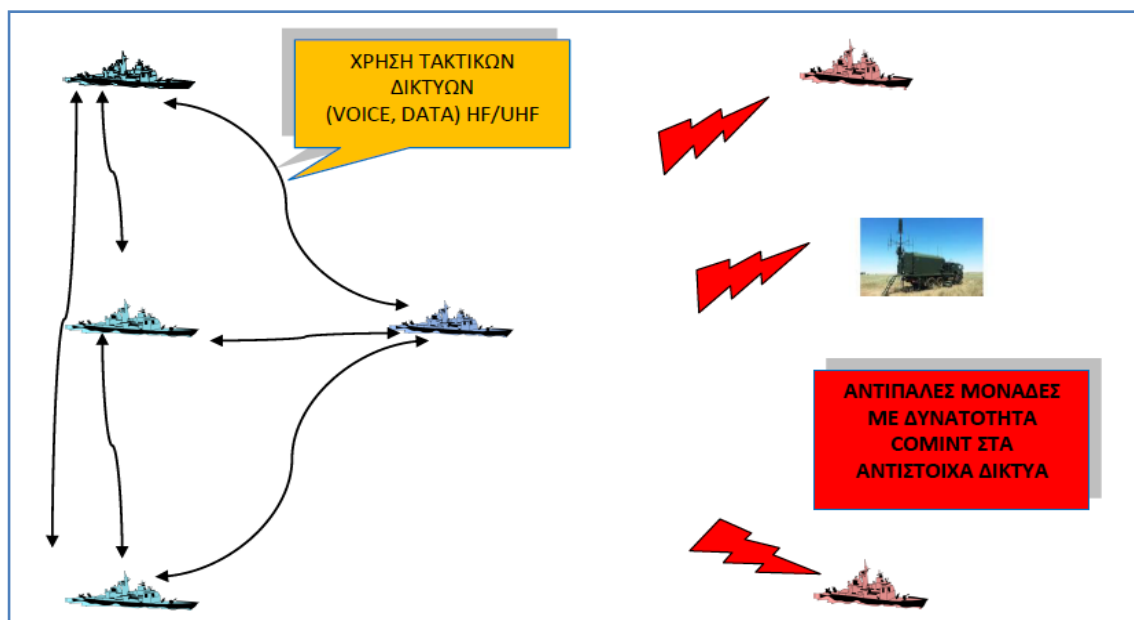 ΧΡΗΣΗ ΤΑΚΤΙΚΩΝ
ΔΙΚΤΥΩΝ
(VOICE, DATA) HF/UHF
ΑΝΤΙΠΑΛΕΣ ΜΟΝΑΔΕΣ
ΜΕ ΔΥΝΑΤΟΤΗΤΑ
COMINT ΣΤΑ
ΑΝΤΙΣΤΟΙΧΑ ΔΙΚΤΥΑ